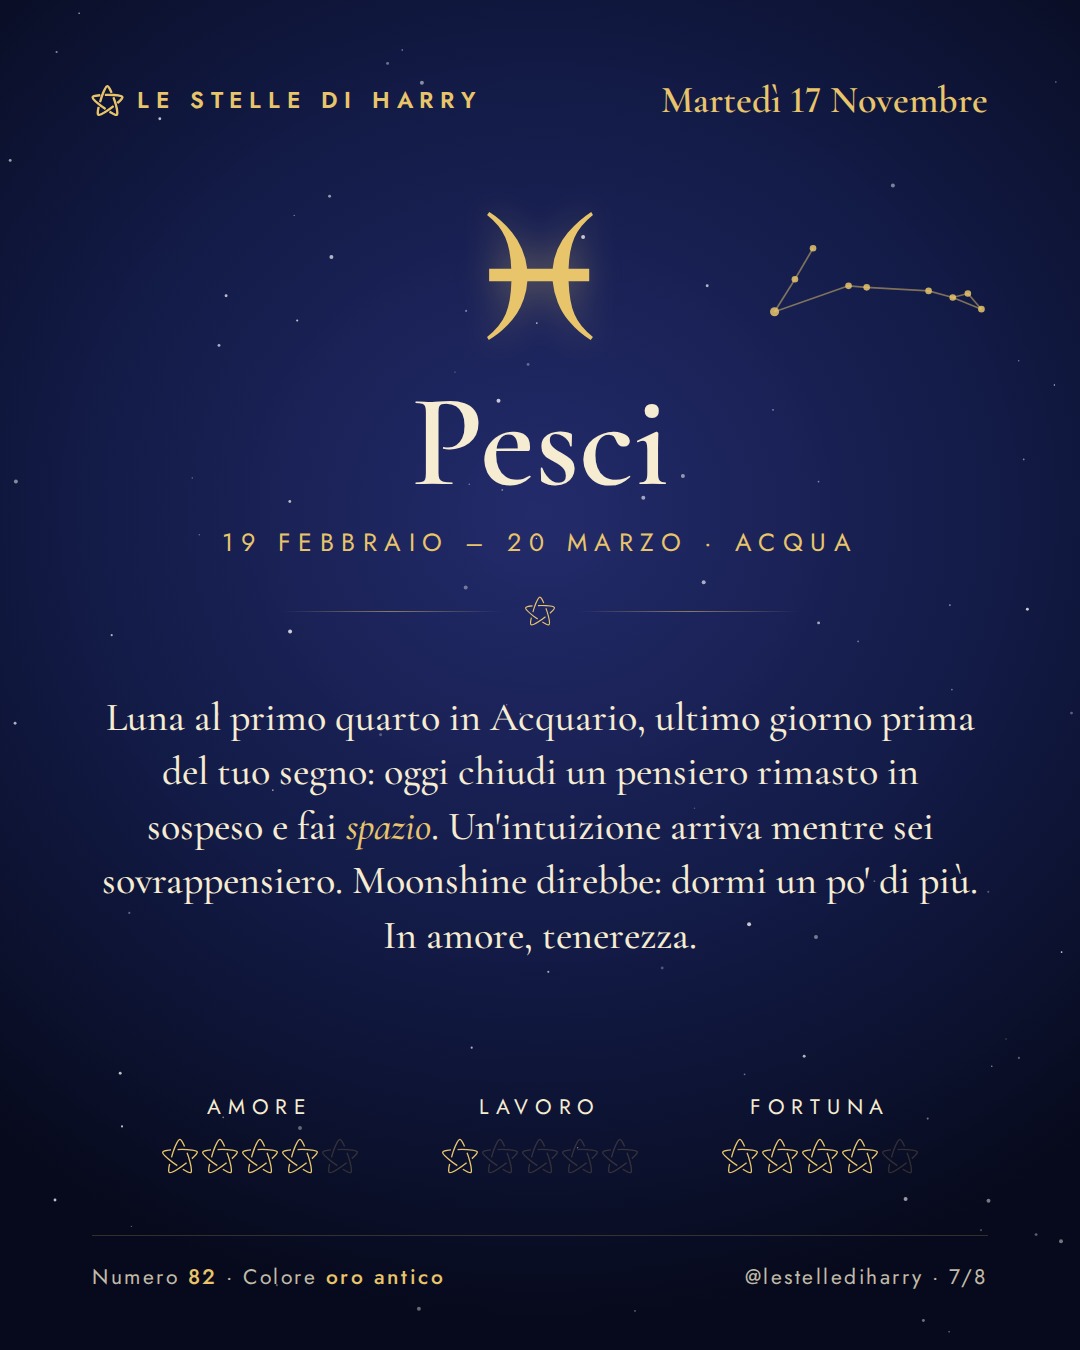 LE STELLE DI HARRY
Martedì 17 Novembre
♓
Pesci
19 FEBBRAIO — 20 MARZO · ACQUA
Luna al primo quarto in Acquario, ultimo giorno prima
del tuo segno: oggi chiudi un pensiero rimasto in
sospeso e fai spazio. Un'intuizione arriva mentre sei
sovrappensiero. Moonshine direbbe: dormi un po' di più.
In amore, tenerezza.
AMORE
LAVORO
FORTUNA
Numero 82 · Colore oro antico
@lestellediharry · 7/8